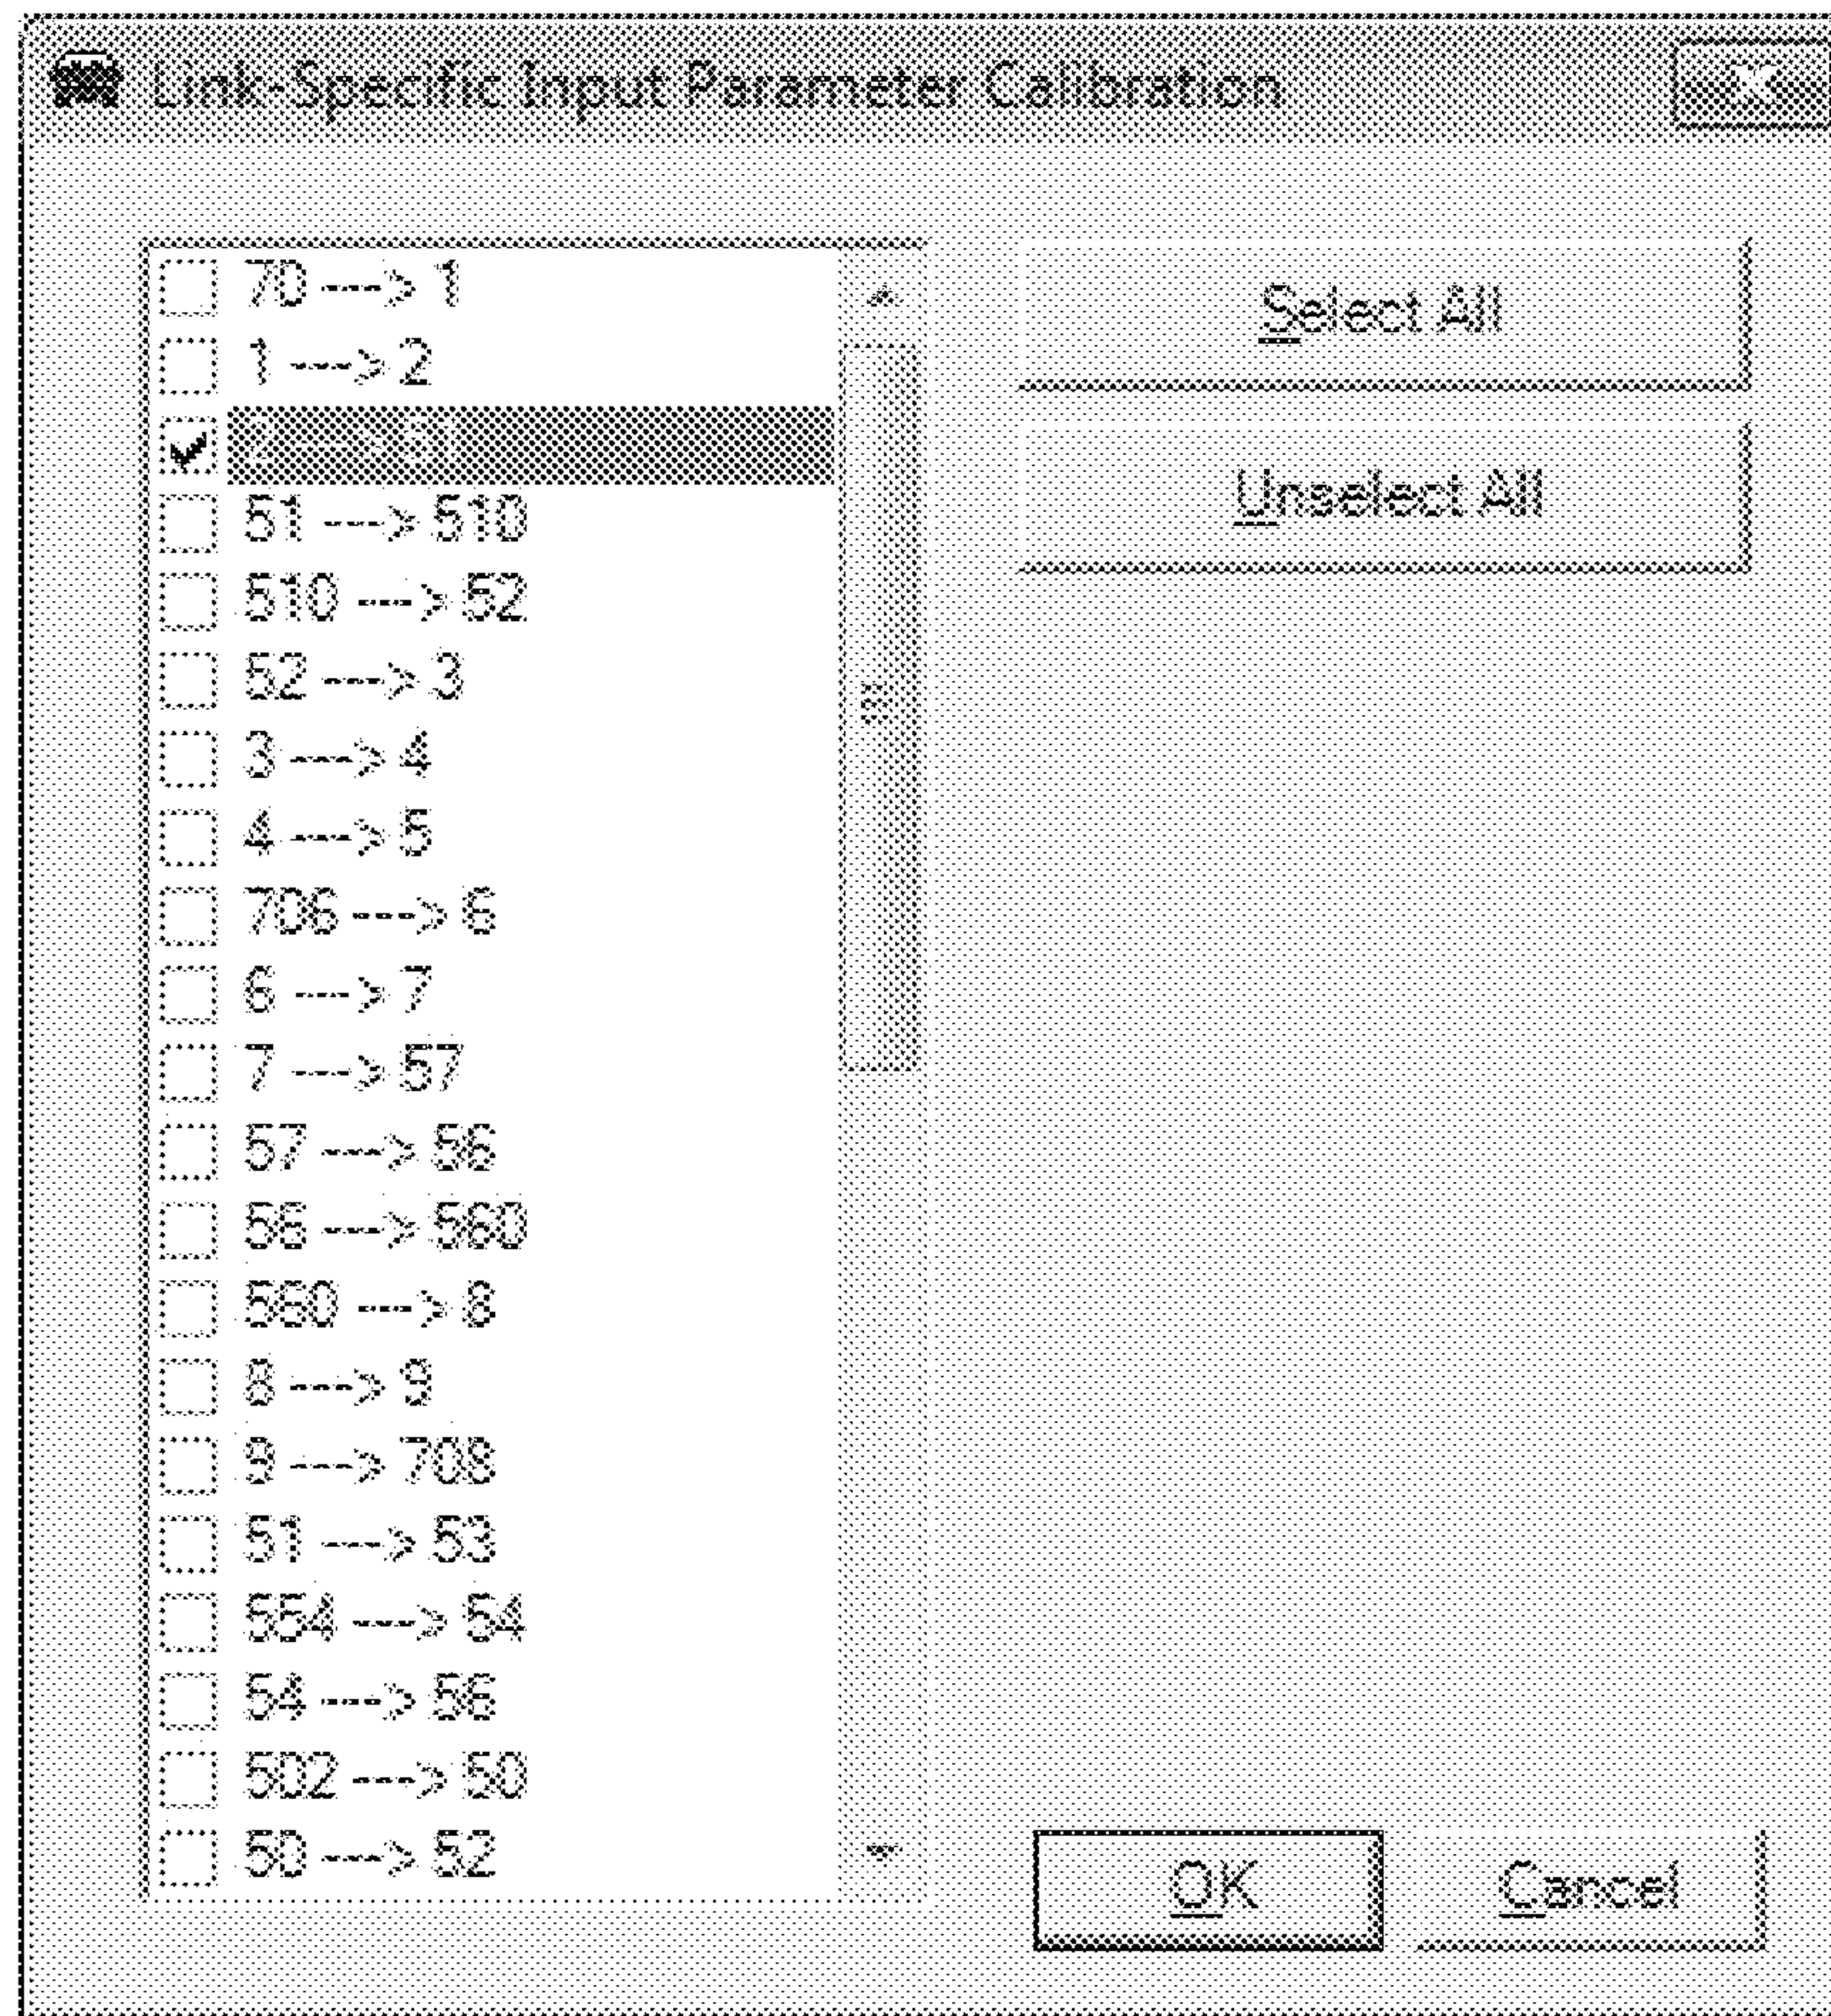 Link-Specific Input Parameter Calibration
70 ---> 1
1 ---> 2
2 ---> 51
51 ---> 510
510 ---> 52
52 ---> 3
3 ---> 4
4 ---> 5
706 ---> 6
6 ---> 7
7 ---> 57
57 ---> 56
56 ---> 560
560 ---> 8
8 ---> 9
9 ---> 708
51 ---> 53
554 ---> 54
54 ---> 56
502 ---> 50
50 ---> 52
Select All
Unselect All
OK
Cancel